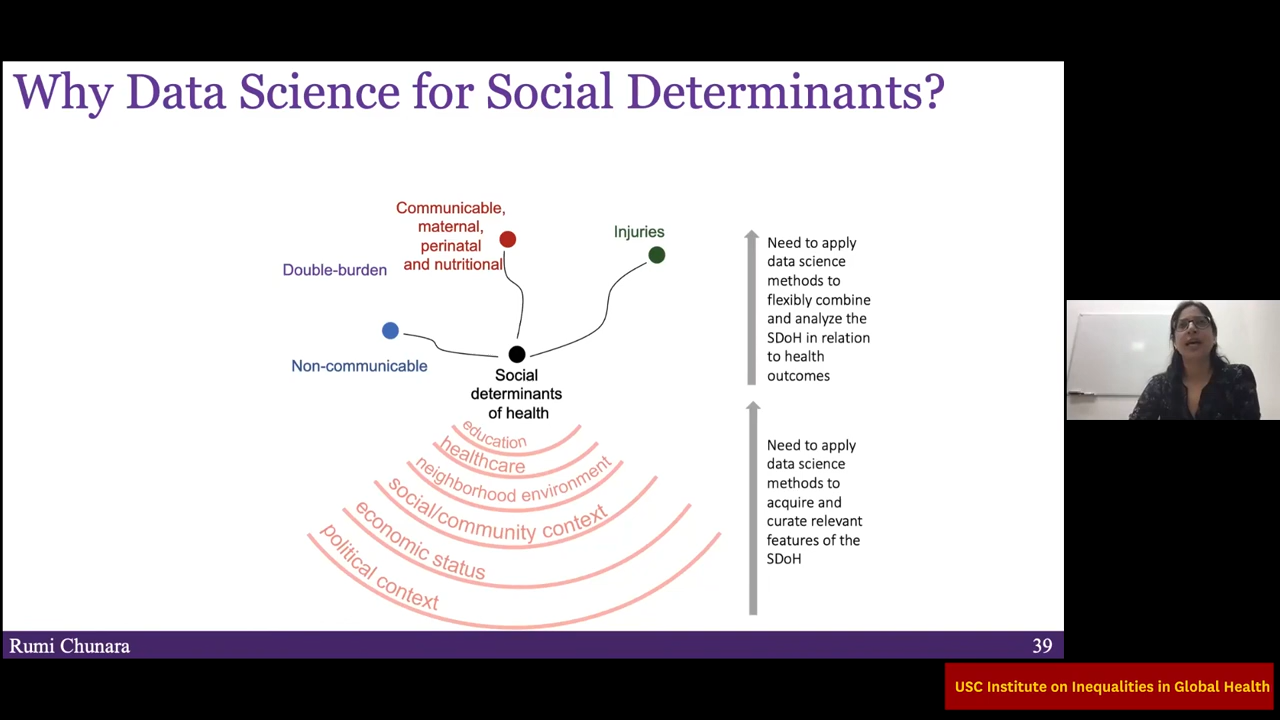 Why Data Science for Social Determinants?
Communicable,
maternal,
perinatal
and nutritional
Injuries
Double-burden
Non-communicable
Social
determinants
of health
education
healthcare
neighborhood environment
social/community context
economic status
political context
Need to apply
data science
methods to
flexibly combine
and analyze the
SDoH in relation
to health
outcomes
Need to apply
data science
methods to
acquire and
curate relevant
features of the
SDoH
Rumi Chunara
39
USC Institute on Inequalities in Global Health